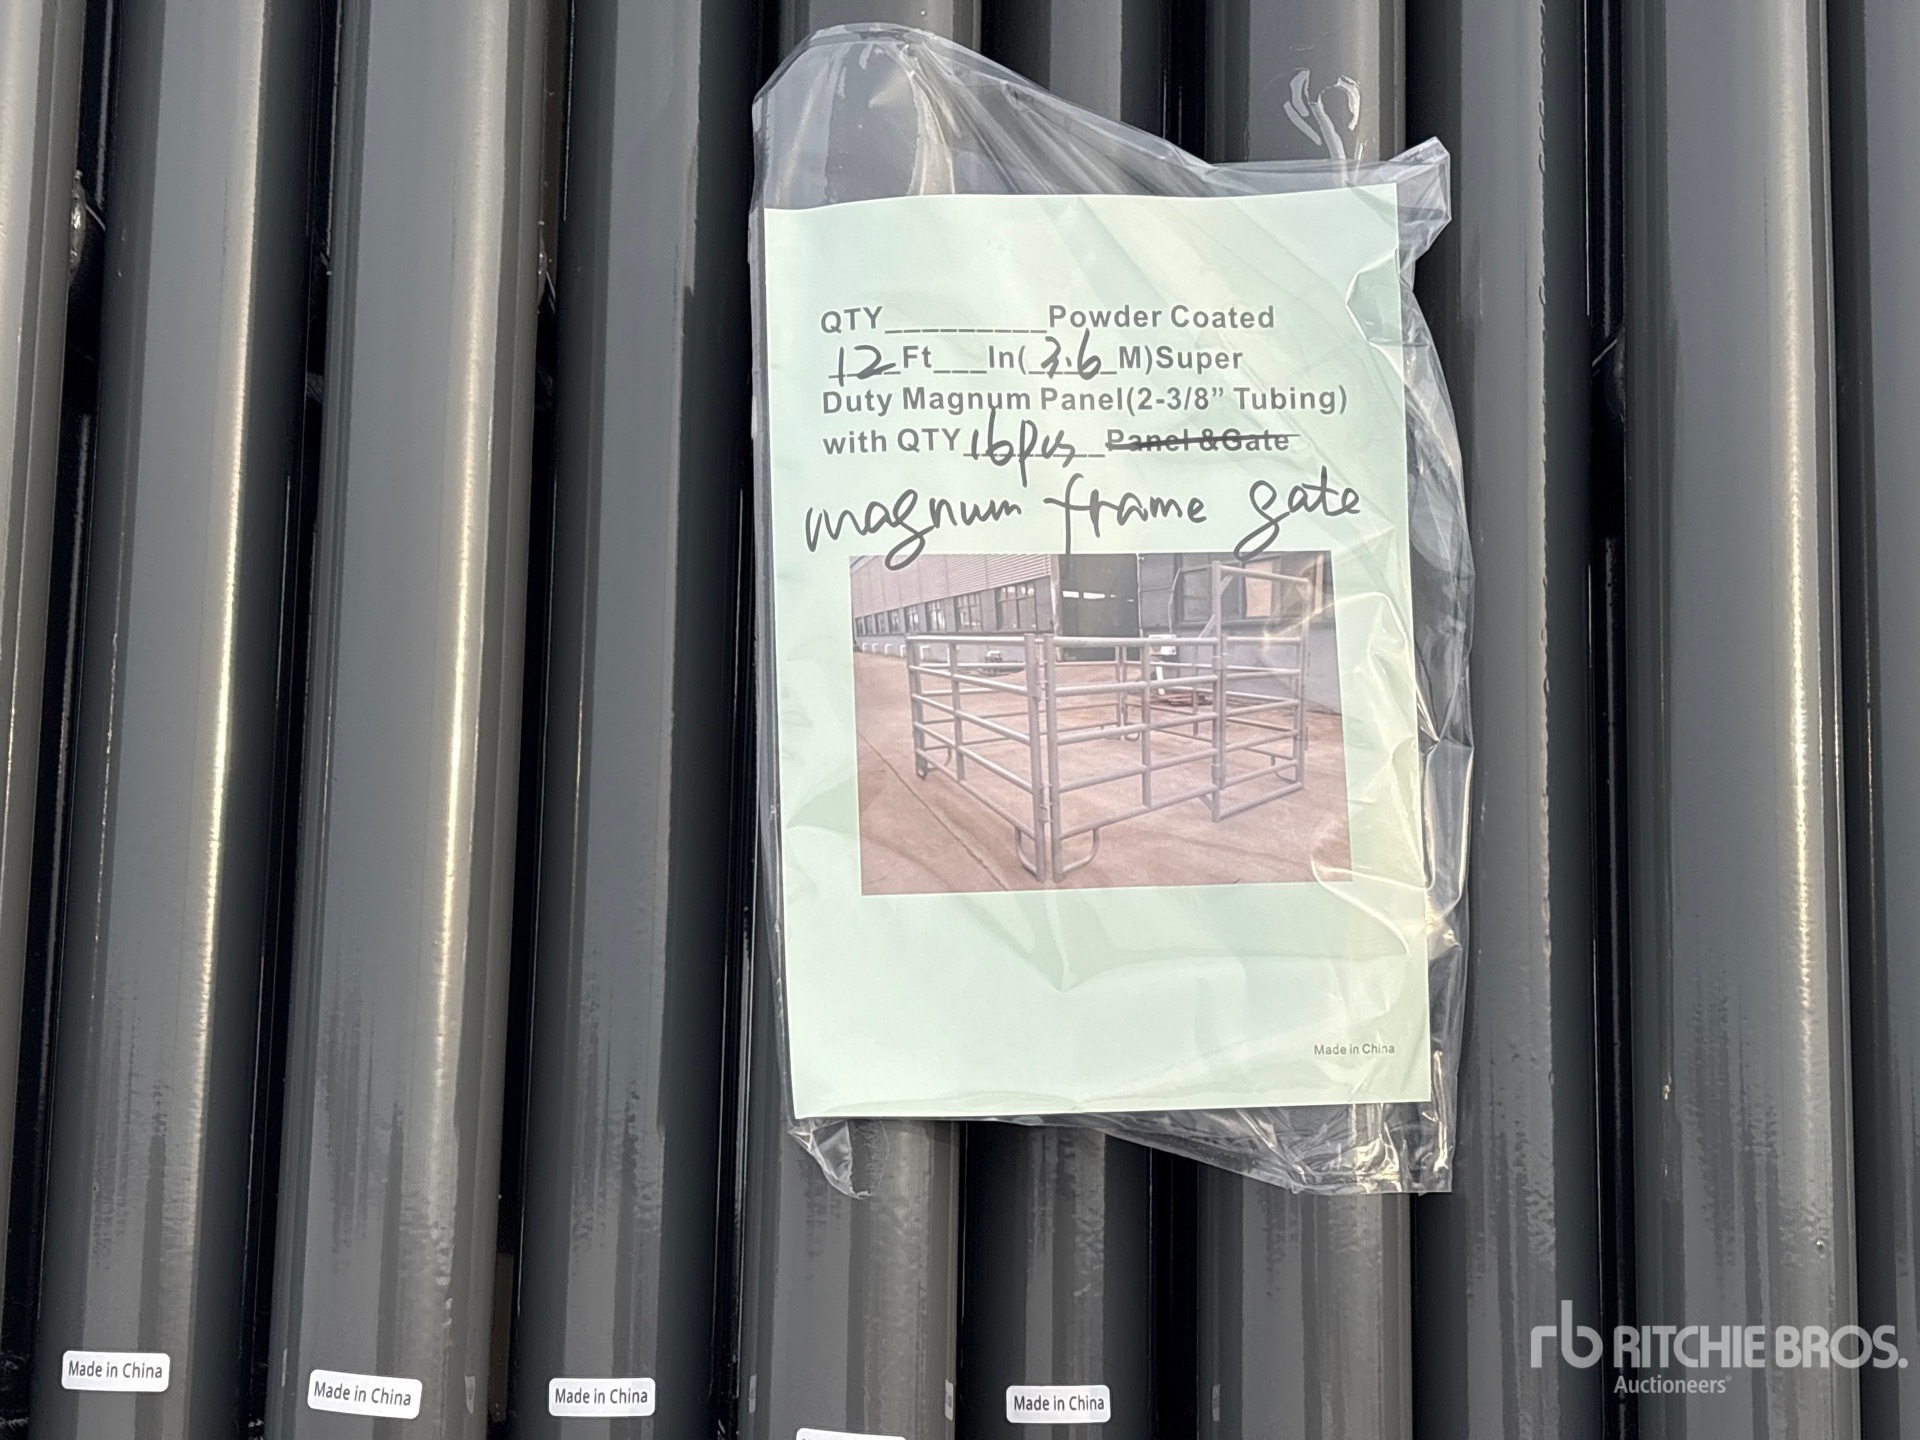 QTY_________Powder Coated
12 Ft___In(3.6 M)Super
Duty Magnum Panel(2-3/8” Tubing)
with QTY 16pcs Panel &Gate
magnum frame gate
Made in China
Made in China
Made in China
Made in China
Made in China
rb RITCHIE BROS.
Auctioneers®